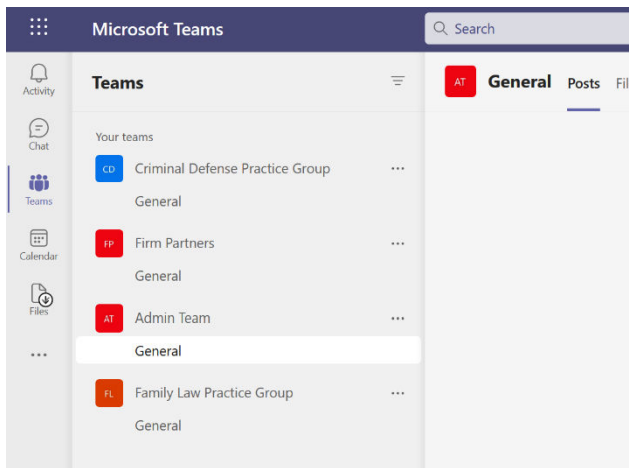 Microsoft Teams
Search
Activity
Chat
Teams
Calendar
Files
Teams
Your teams
CD Criminal Defense Practice Group
General
FP Firm Partners
General
AT Admin Team
General
FL Family Law Practice Group
General
AT General Posts Fil